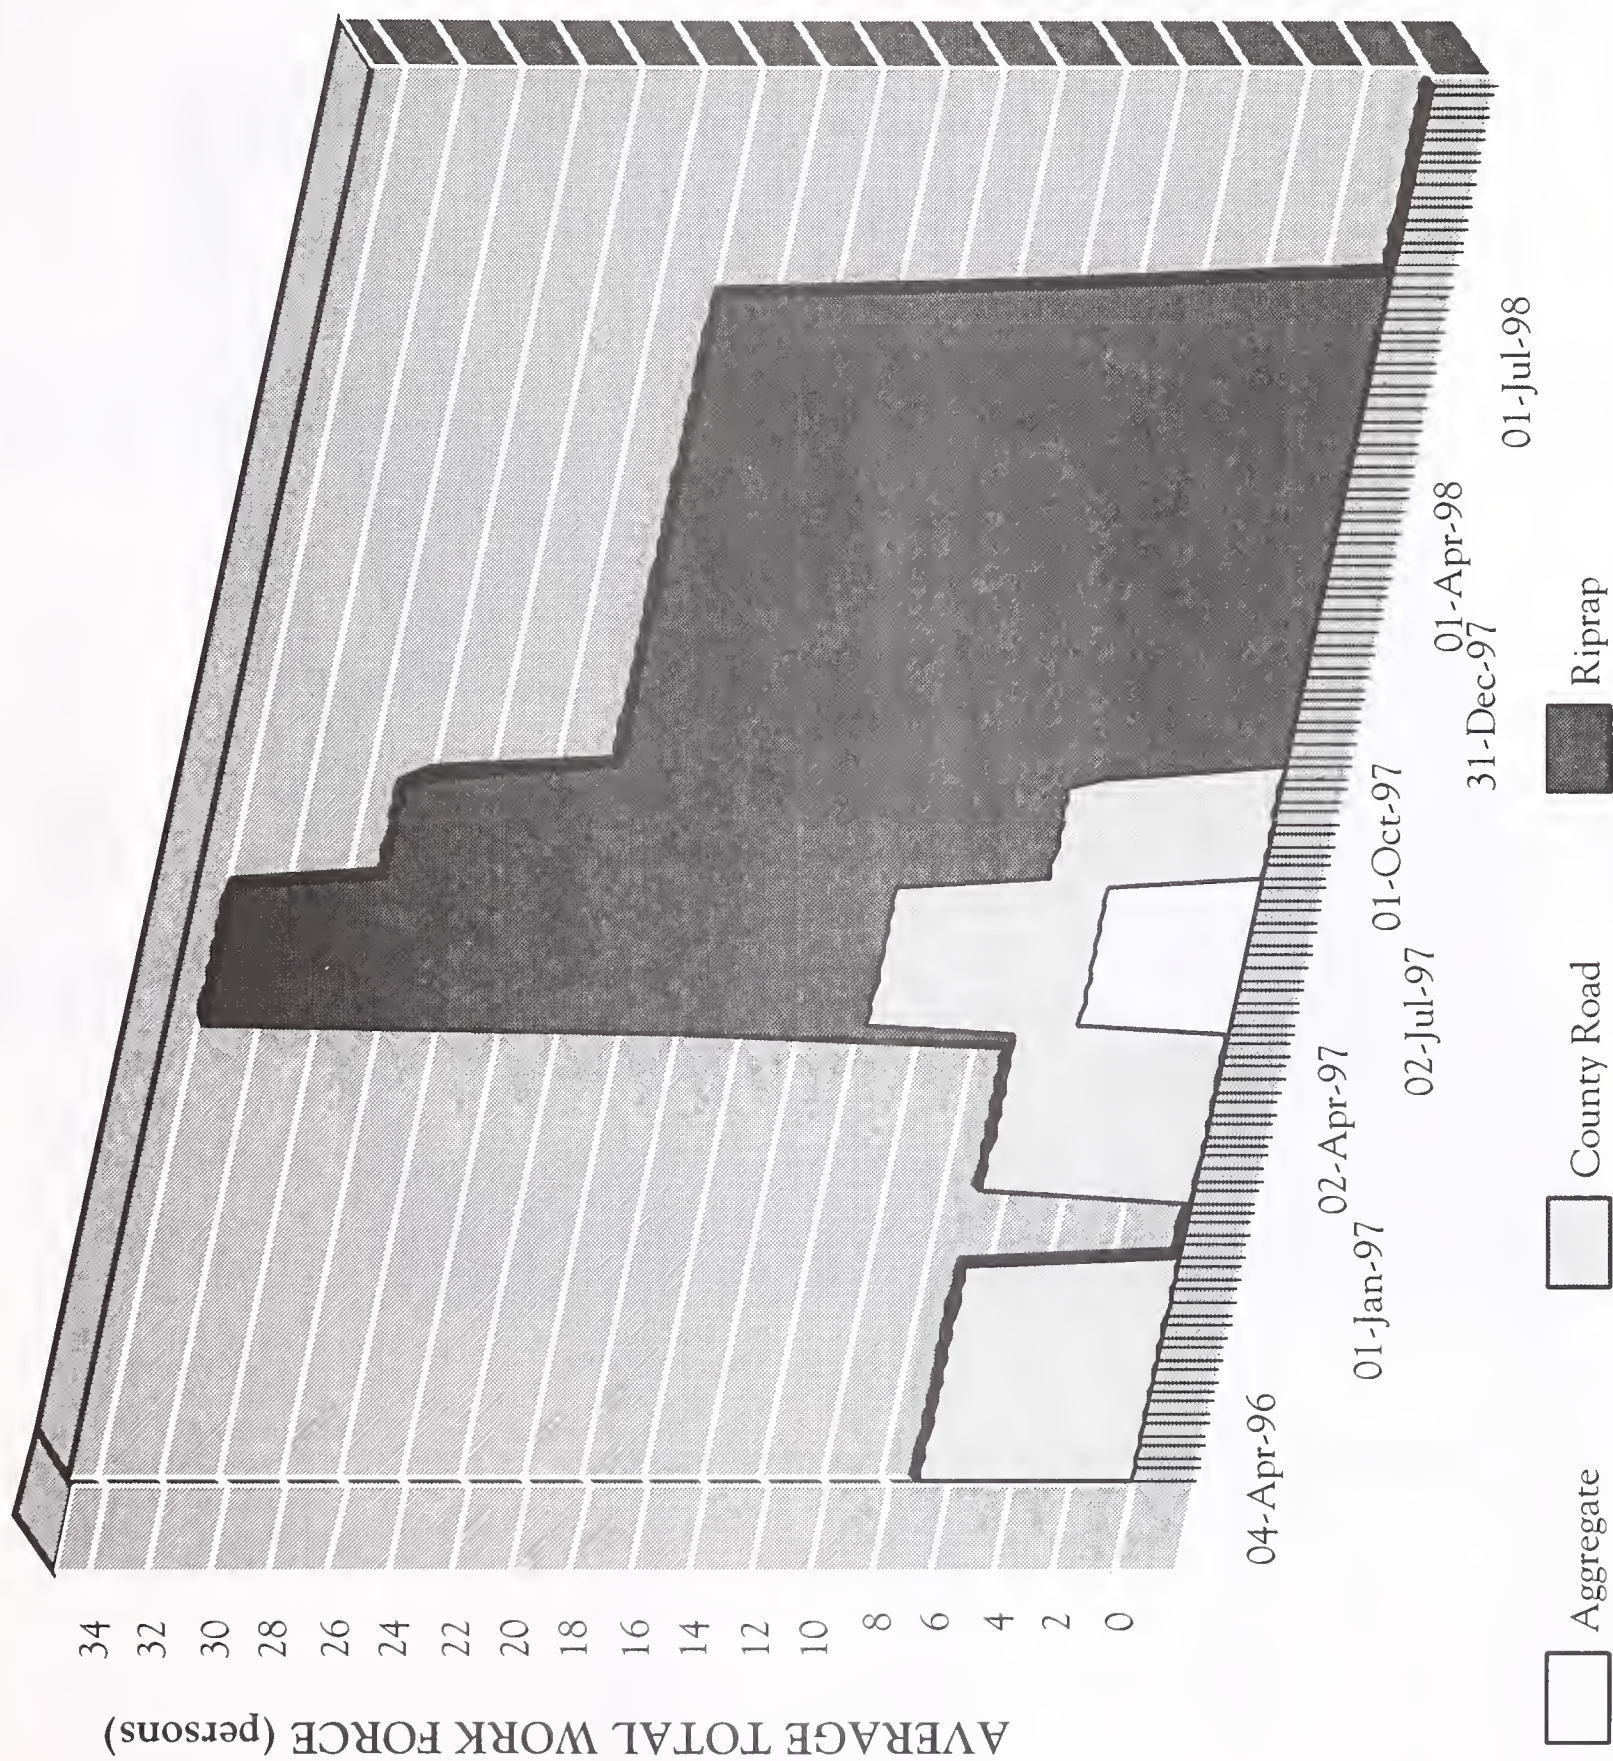 AVERAGE TOTAL WORK FORCE (persons)
34
32
30
28
26
24
22
20
18
16
14
12
10
8
6
4
2
0
04-Apr-96
01-Jan-97
02-Apr-97
02-Jul-97
01-Oct-97
31-Dec-97
01-Apr-98
01-Jul-98
Aggregate
County Road
Riprap